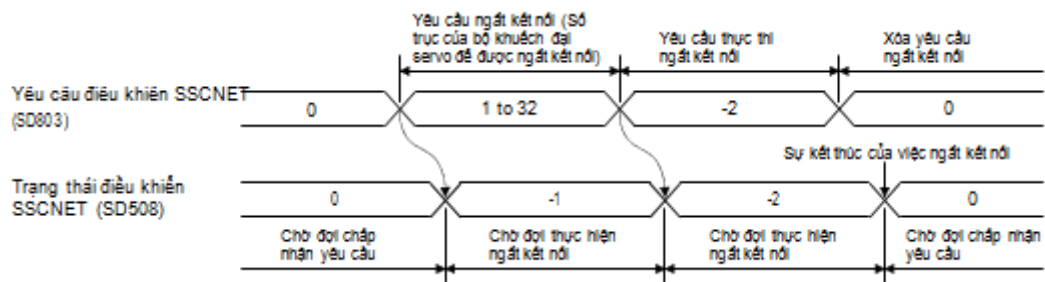 Yêu cầu ngắt kết nối (Số
trục của bộ khuếch đại
servo để được ngắt kết nối)
Yêu cầu thực thi
ngắt kết nối
Xóa yêu cầu
ngắt kết nối
Yêu cầu điều khiển SSCNET
(SD803)
0
1 to 32
-2
0
Sự kết thúc của việc ngắt kết nối
Trạng thái điều khiển
SSCNET (SD508)
0
-1
-2
0
Chờ đợi chấp
nhận yêu cầu
Chờ đợi thực hiện
ngắt kết nối
Chờ đợi thực hiện
ngắt kết nối
Chờ đợi chấp nhận
yêu cầu